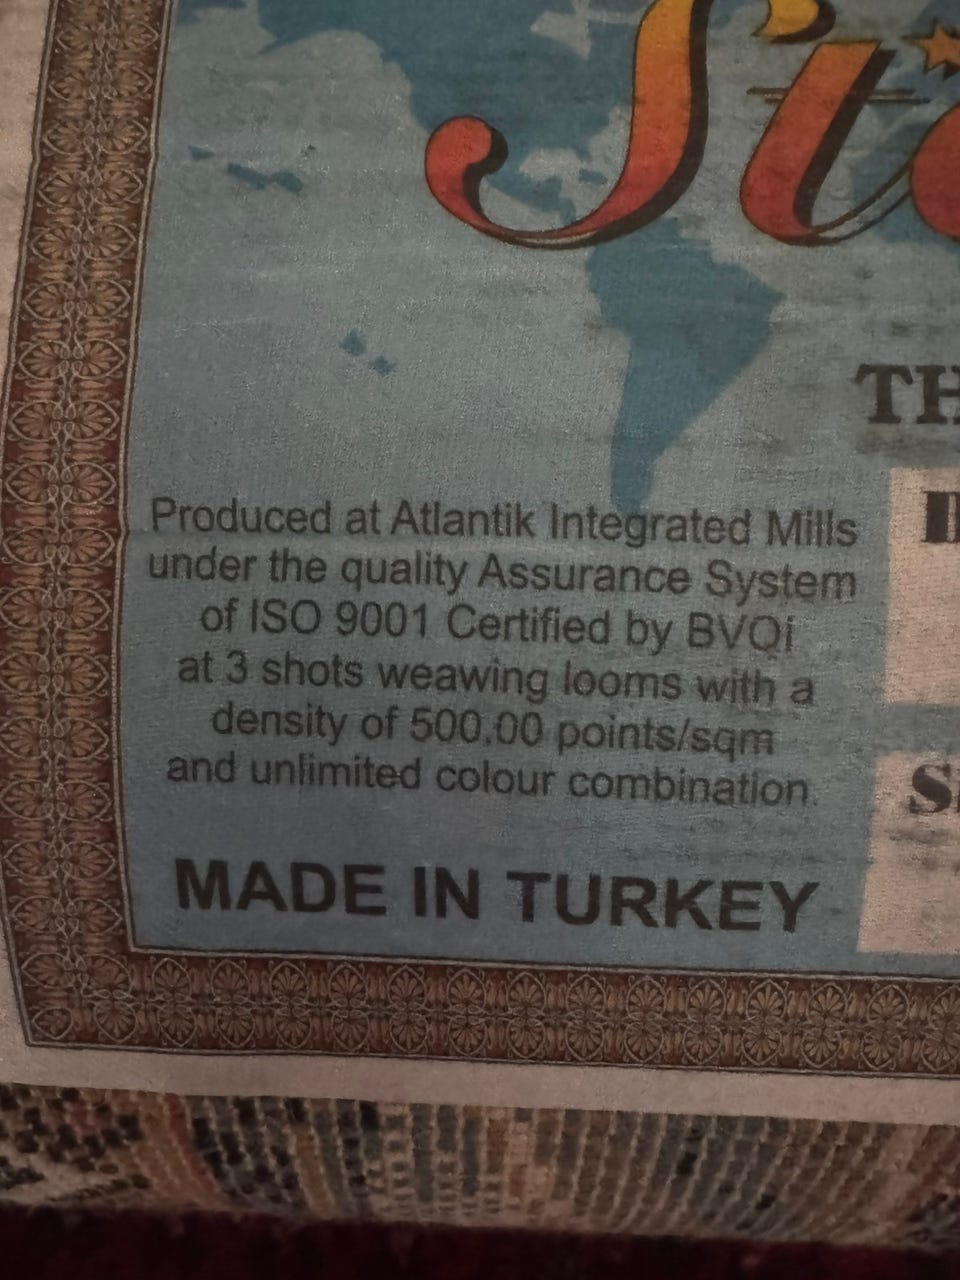 TH
Produced at Atlantik Integrated Mills
under the quality Assurance System
of ISO 9001 Certified by BVQi
at 3 shots weawing looms with a
density of 500.00 points/sqm
and unlimited colour combination.
MADE IN TURKEY